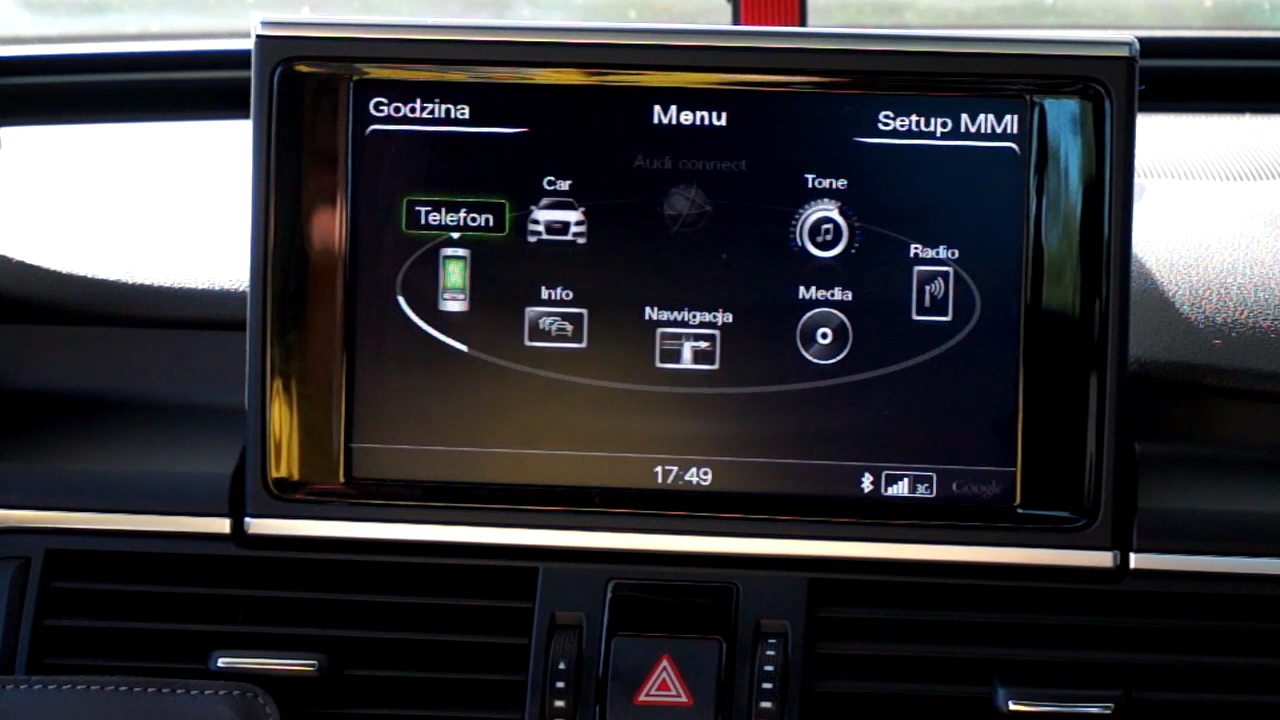 Godzina
Menu
Setup MMI
Audi connect
Car
Tone
Telefon
Radio
Info
Media
Nawigacja
17:49
3G
Google